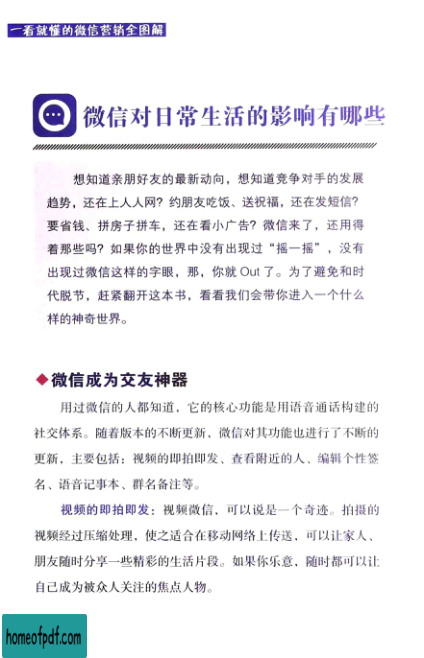 一看就懂的微信营销全图解
微信对日常生活的影响有哪些
想知道亲朋好友的最新动向，想知道竞争对手的发展
趋势，还在上人人网？约朋友吃饭、送祝福，还在发短信？
要省钱、拼房子拼车，还在看小广告？微信来了，还用得
着那些吗？如果你的世界中没有出现过“摇一摇”，没有
出现过微信这样的字眼，那，你就 Out 了。为了避免和时
代脱节，赶紧翻开这本书，看看我们会带你进入一个什么
样的神奇世界。
微信成为交友神器
用过微信的人都知道，它的核心功能是用语音通话构建的
社交体系。随着版本的不断更新，微信对其功能也进行了不断的
更新，主要包括：视频的即拍即发、查看附近的人、编辑个性签
名、语音记事本、群名备注等。
视频的即拍即发：视频微信，可以说是一个奇迹。拍摄的
视频经过压缩处理，使之适合在移动网络上传送，可以让家人、
朋友随时分享一些精彩的生活片段。如果你乐意，随时都可以让
自己成为被众人关注的焦点人物。
homeofpdf.com